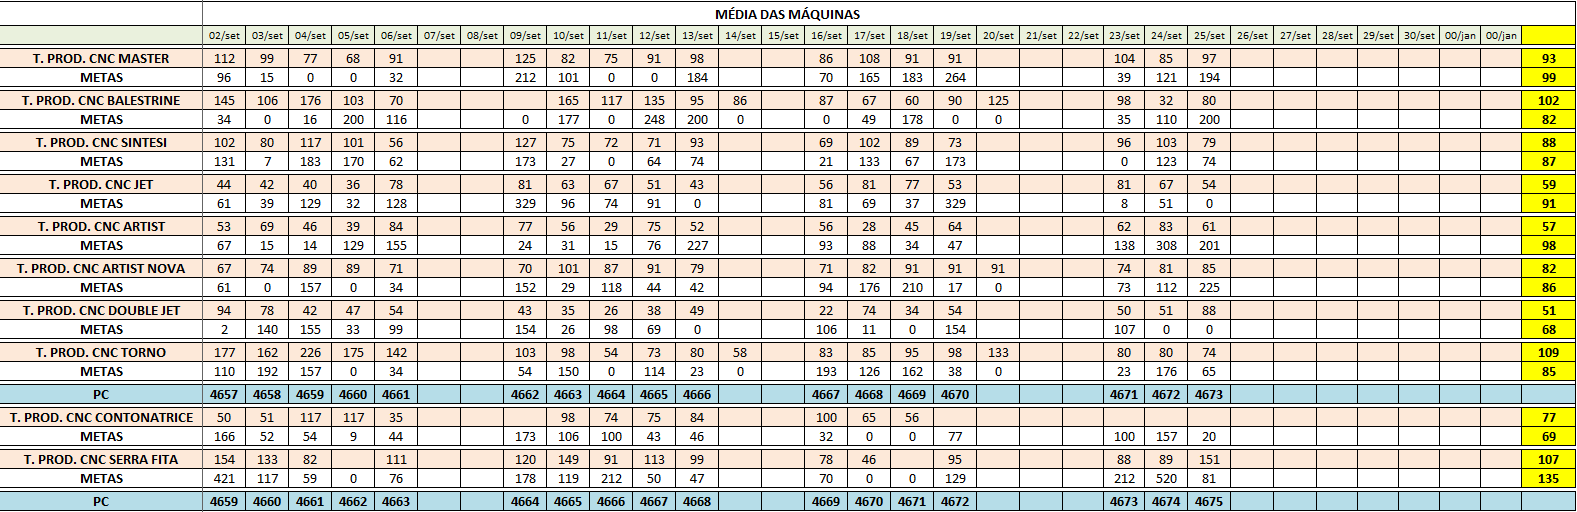 MÉDIA DAS MÁQUINAS
02/set 03/set 04/set 05/set 06/set 07/set 08/set 09/set 10/set 11/set 12/set 13/set 14/set 15/set 16/set 17/set 18/set 19/set 20/set 21/set 22/set 23/set 24/set 25/set 26/set 27/set 28/set 29/set 30/set 00/jan 00/jan
T. PROD. CNC MASTER 112 99 77 68 91 125 82 75 91 98 86 108 91 91 104 85 97 93
METAS 96 15 0 0 32 212 101 0 0 184 70 165 183 264 39 121 194 99
T. PROD. CNC BALESTRINE 145 106 176 103 70 165 117 135 95 86 87 67 60 90 125 98 32 80 102
METAS 34 0 16 200 116 0 177 0 248 200 0 0 49 178 0 0 35 110 200 82
T. PROD. CNC SINTESI 102 80 117 101 56 127 75 72 71 93 69 102 89 73 96 103 79 88
METAS 131 7 183 170 62 173 27 0 64 74 21 133 67 173 0 123 74 87
T. PROD. CNC JET 44 42 40 36 78 81 63 67 51 43 56 81 77 53 81 67 54 59
METAS 61 39 129 32 128 329 96 74 91 0 81 69 37 329 8 51 0 91
T. PROD. CNC ARTIST 53 69 46 39 84 77 56 29 75 52 56 28 45 64 62 83 61 57
METAS 67 15 14 129 155 24 31 15 76 227 93 88 34 47 138 308 201 98
T. PROD. CNC ARTIST NOVA 67 74 89 89 71 70 101 87 91 79 71 82 91 91 91 74 81 85 82
METAS 61 0 157 0 34 152 29 118 44 42 94 176 210 17 0 73 112 225 86
T. PROD. CNC DOUBLE JET 94 78 42 47 54 43 35 26 38 49 22 74 34 54 50 51 88 51
METAS 2 140 155 33 99 154 26 98 69 0 106 11 0 154 107 0 0 68
T. PROD. CNC TORNO 177 162 226 175 142 103 98 54 73 80 58 83 85 95 98 133 80 80 74 109
METAS 110 192 157 0 34 54 150 0 114 23 0 193 126 162 38 0 23 176 65 85
PC 4657 4658 4659 4660 4661 4662 4663 4664 4665 4666 4667 4668 4669 4670 4671 4672 4673
T. PROD. CNC CONTONATRICE 50 51 117 117 35 98 74 75 84 100 65 56 77
METAS 166 52 54 9 44 173 106 100 43 46 32 0 0 77 100 157 20 69
T. PROD. CNC SERRA FITA 154 133 82 111 120 149 91 113 99 78 46 95 88 89 151 107
METAS 421 117 59 0 76 178 119 212 50 47 70 0 0 129 212 520 81 135
PC 4659 4660 4661 4662 4663 4664 4665 4666 4667 4668 4669 4670 4671 4672 4673 4674 4675